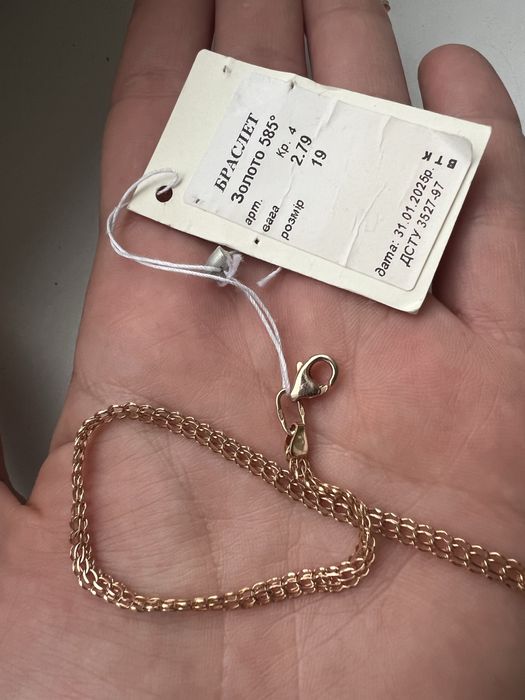 БРАСЛЕТ
Золото 585°
арт. Кр. 4
вага 2.79
розмір 19
дата: 31.01.2025р.
ДСТУ 3527-97
ВТК